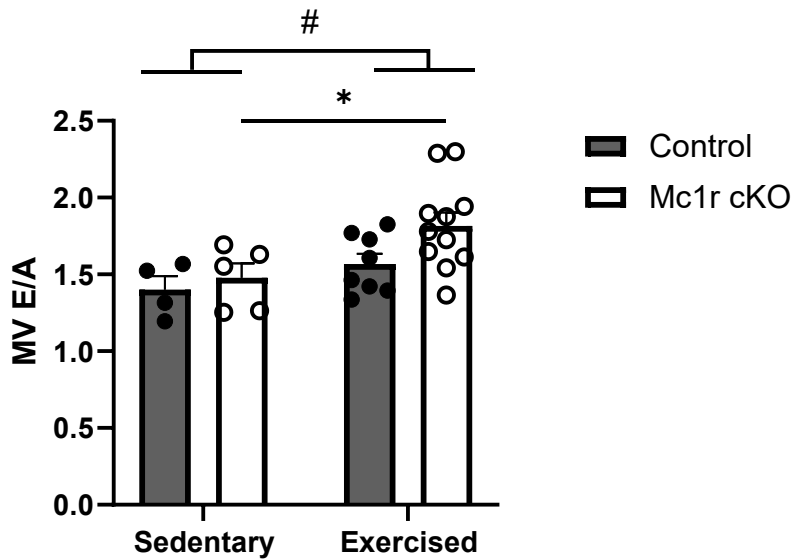 #
*
2.5
2.0
1.5
1.0
0.5
0.0
MV E/A
Sedentary Exercised
Control
Mc1r cKO